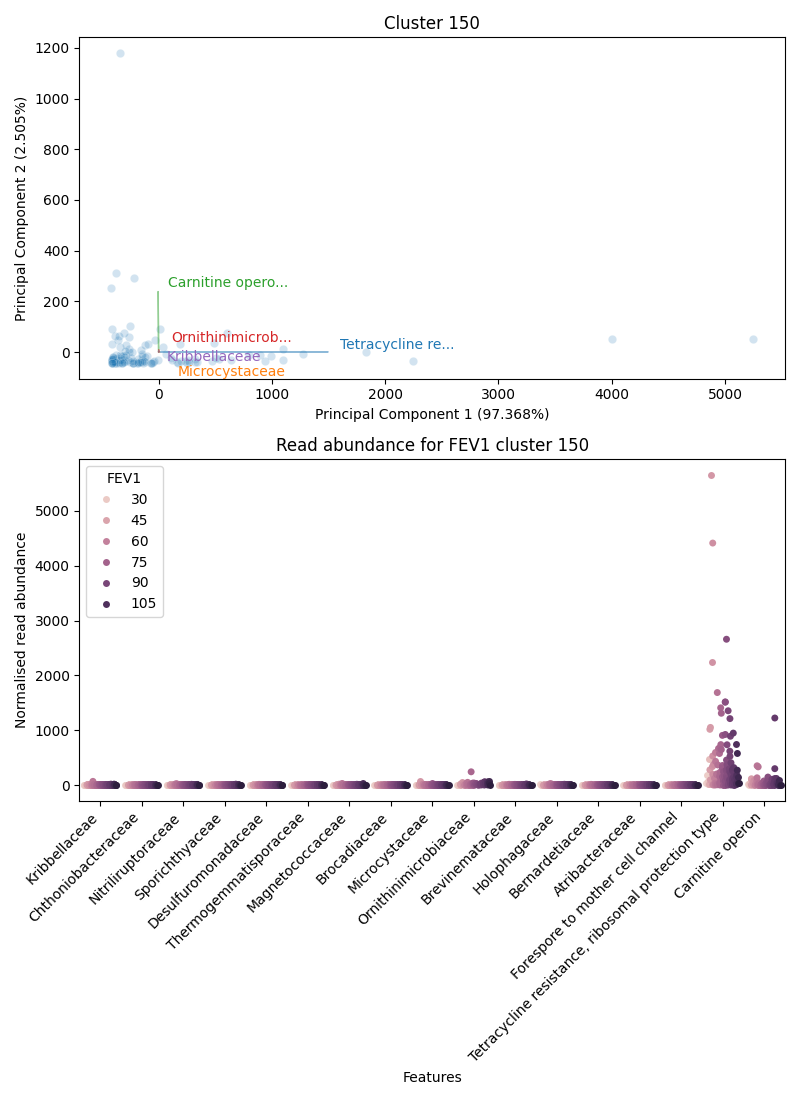 Cluster 150
1200
1000
800
600
400
200
0
Principal Component 2 (2.505%)
Carnitine opero...
Ornithinimicrob...
Tetracycline re...
Kribbellaceae
Microcystaceae
0 1000 2000 3000 4000 5000
Principal Component 1 (97.368%)
Read abundance for FEV1 cluster 150
FEV1
30
45
60
75
90
105
5000
4000
3000
2000
1000
0
Normalised read abundance
Kribbellaceae
Chthoniobacteraceae
Nitriliruptoraceae
Sporichthyaceae
Desulfuromonadaceae
Thermogemmatisporaceae
Magnetococcaceae
Brocadiaceae
Microcystaceae
Ornithinimicrobiaceae
Brevinemataceae
Holophagaceae
Bernardetiaceae
Atribacteraceae
Forespore to mother cell channel
Tetracycline resistance, ribosomal protection type
Carnitine operon
Features